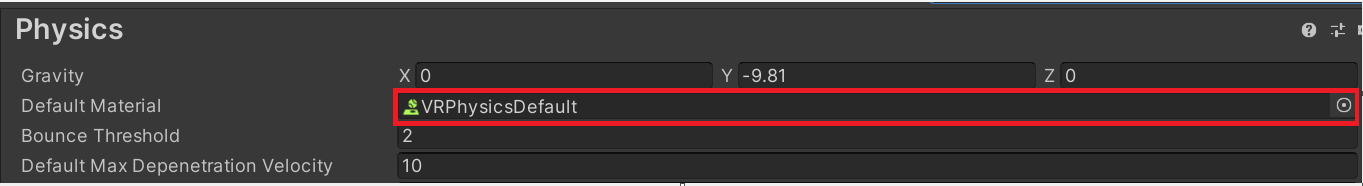 Physics
Gravity X 0 Y -9.81 Z 0
Default Material VRPhysicsDefault
Bounce Threshold 2
Default Max Depenetration Velocity 10